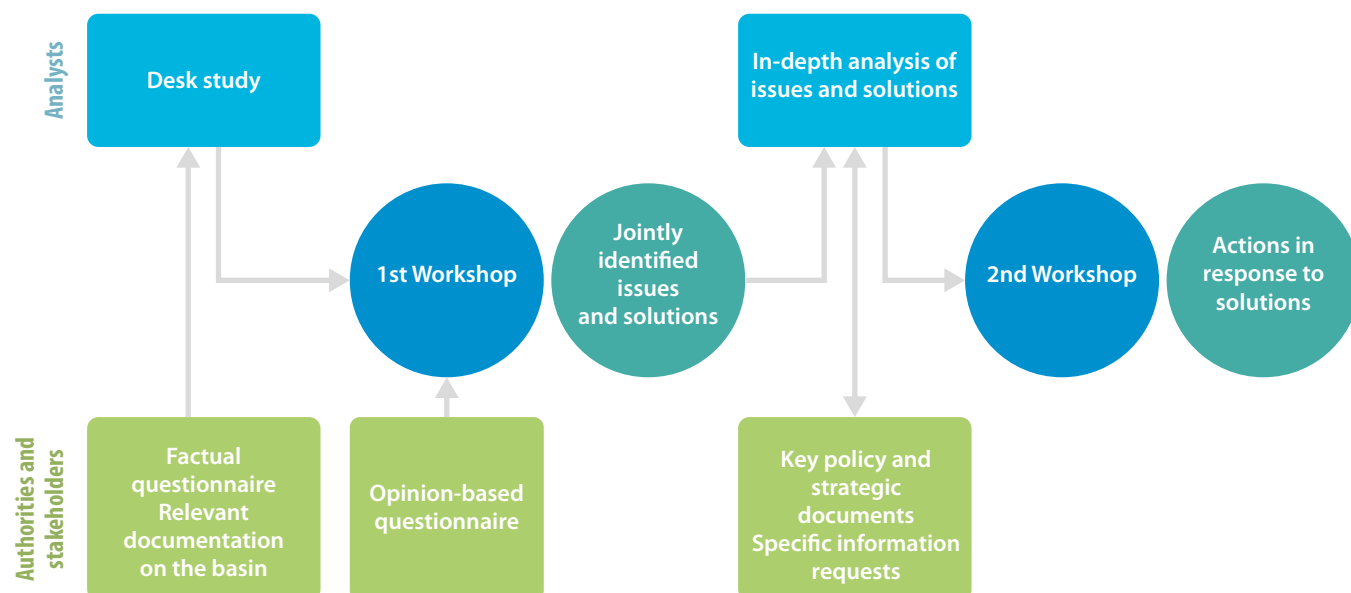 Analysts
Desk study
In-depth analysis of
issues and solutions
1st Workshop
Jointly
identified
issues
and solutions
2nd Workshop
Actions in
response to
solutions
Authorities and
stakeholders
Factual
questionnaire
Relevant
documentation
on the basin
Opinion-based
questionnaire
Key policy and
strategic
documents
Specific information
requests